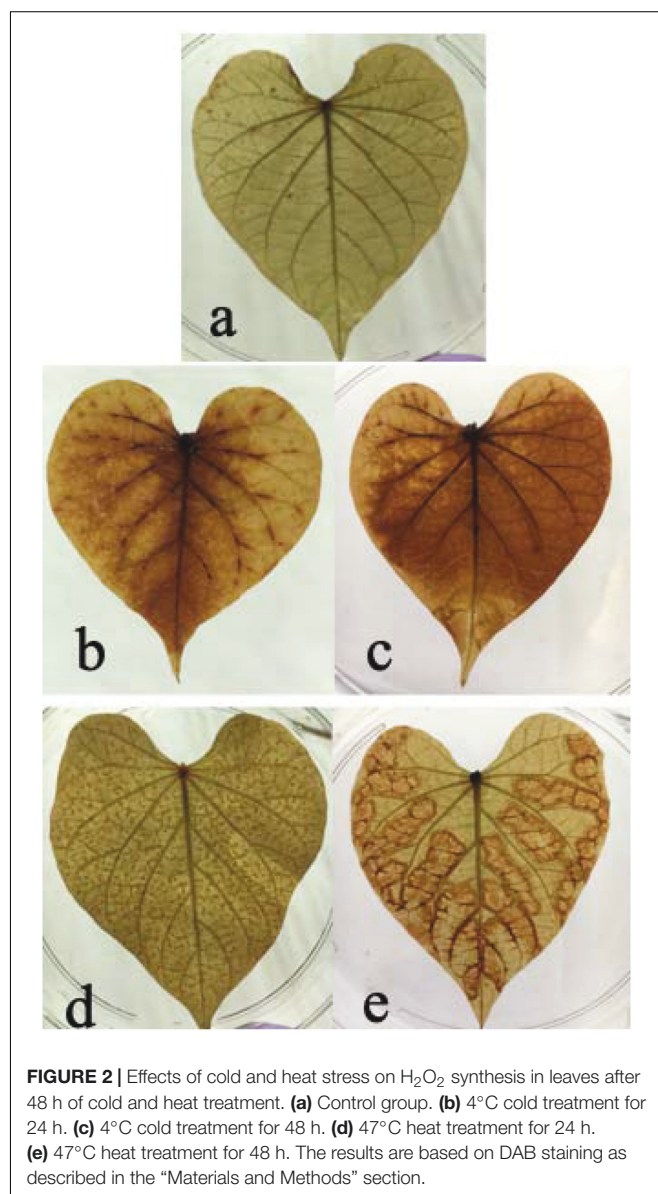 a
b
c
d
e
FIGURE 2 | Effects of cold and heat stress on H₂O₂ synthesis in leaves after
48 h of cold and heat treatment. (a) Control group. (b) 4°C cold treatment for
24 h. (c) 4°C cold treatment for 48 h. (d) 47°C heat treatment for 24 h.
(e) 47°C heat treatment for 48 h. The results are based on DAB staining as
described in the “Materials and Methods” section.